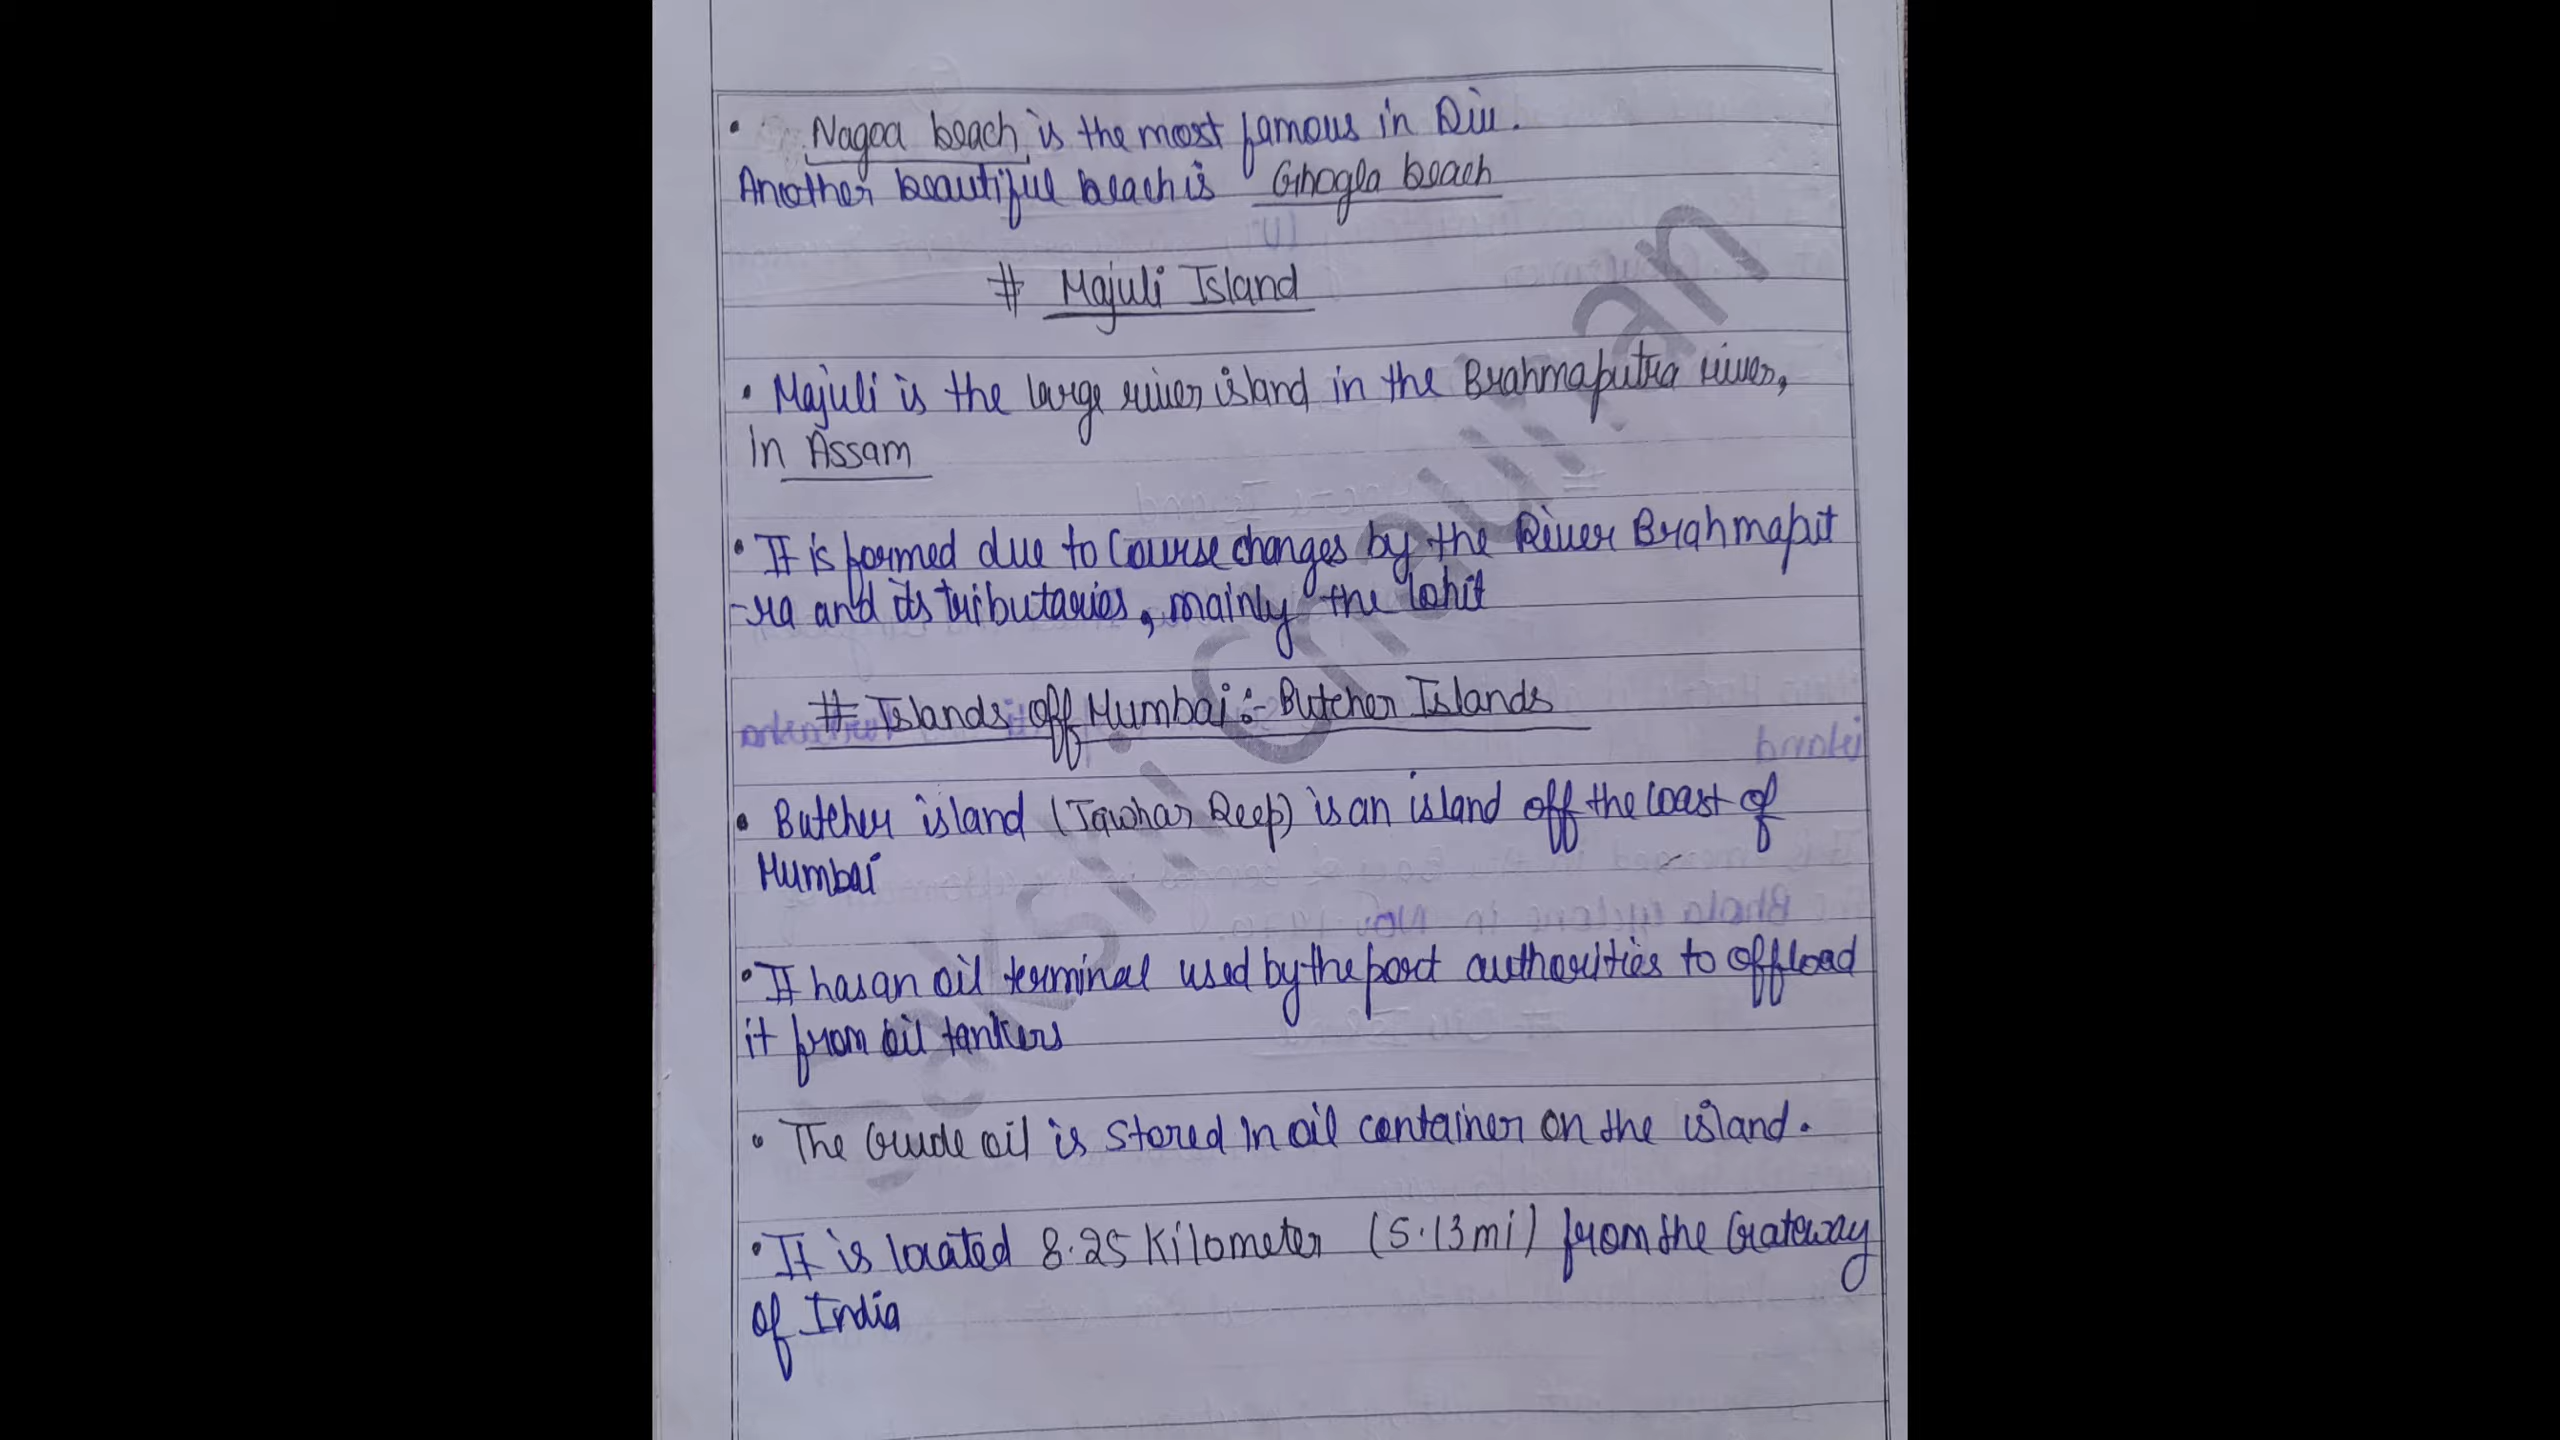 • Nagoa beach is the most famous in Diu.
Another beautiful beach is Ghogla beach
# Majuli Island
• Majuli is the large river island in the Brahmaputra river,
in Assam
• It is formed due to Course changes by the River Brahmaput
-ra and its tributaries, mainly the lohit
# Islands off Mumbai :- Butcher Islands
• Butcher island (Jawhar Deep) is an island off the coast of
Mumbai
• It has an oil terminal used by the port authorities to offload
it from oil tankers
• The Crude oil is stored in oil container on the island.
• It is located 8.25 Kilometer (5.13mi) from the Gateway
of India